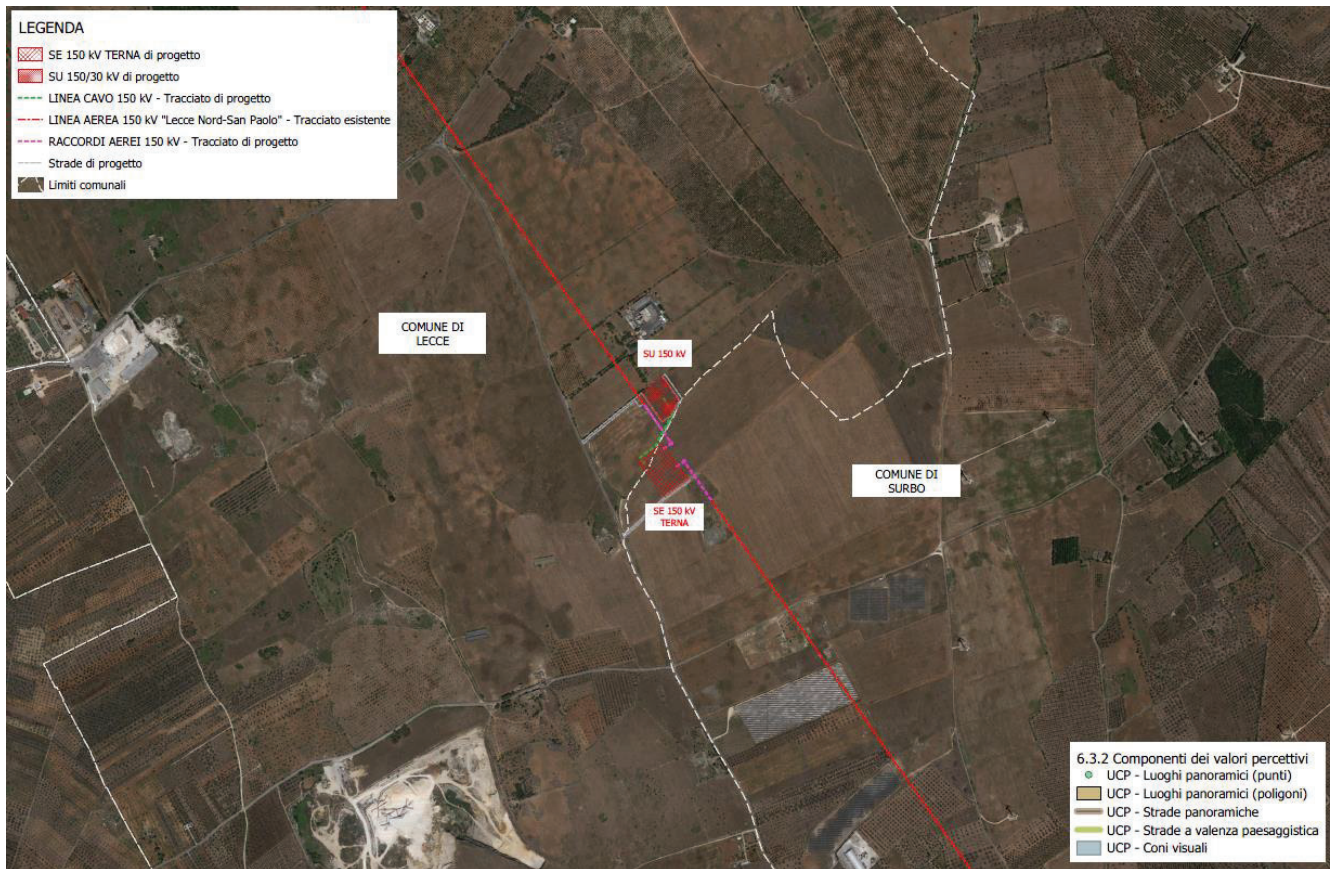 LEGENDA
SE 150 kV TERNA di progetto
SU 150/30 kV di progetto
LINEA CAVO 150 kV - Tracciato di progetto
LINEA AEREA 150 kV "Lecce Nord-San Paolo" - Tracciato esistente
RACCORDI AEREI 150 kV - Tracciato di progetto
Strade di progetto
Limiti comunali
COMUNE DI
LECCE
SU 150 kV
COMUNE DI
SURBO
SE 150 kV
TERNA
6.3.2 Componenti dei valori percettivi
UCP - Luoghi panoramici (punti)
UCP - Luoghi panoramici (poligoni)
UCP - Strade panoramiche
UCP - Strade a valenza paesaggistica
UCP - Coni visuali